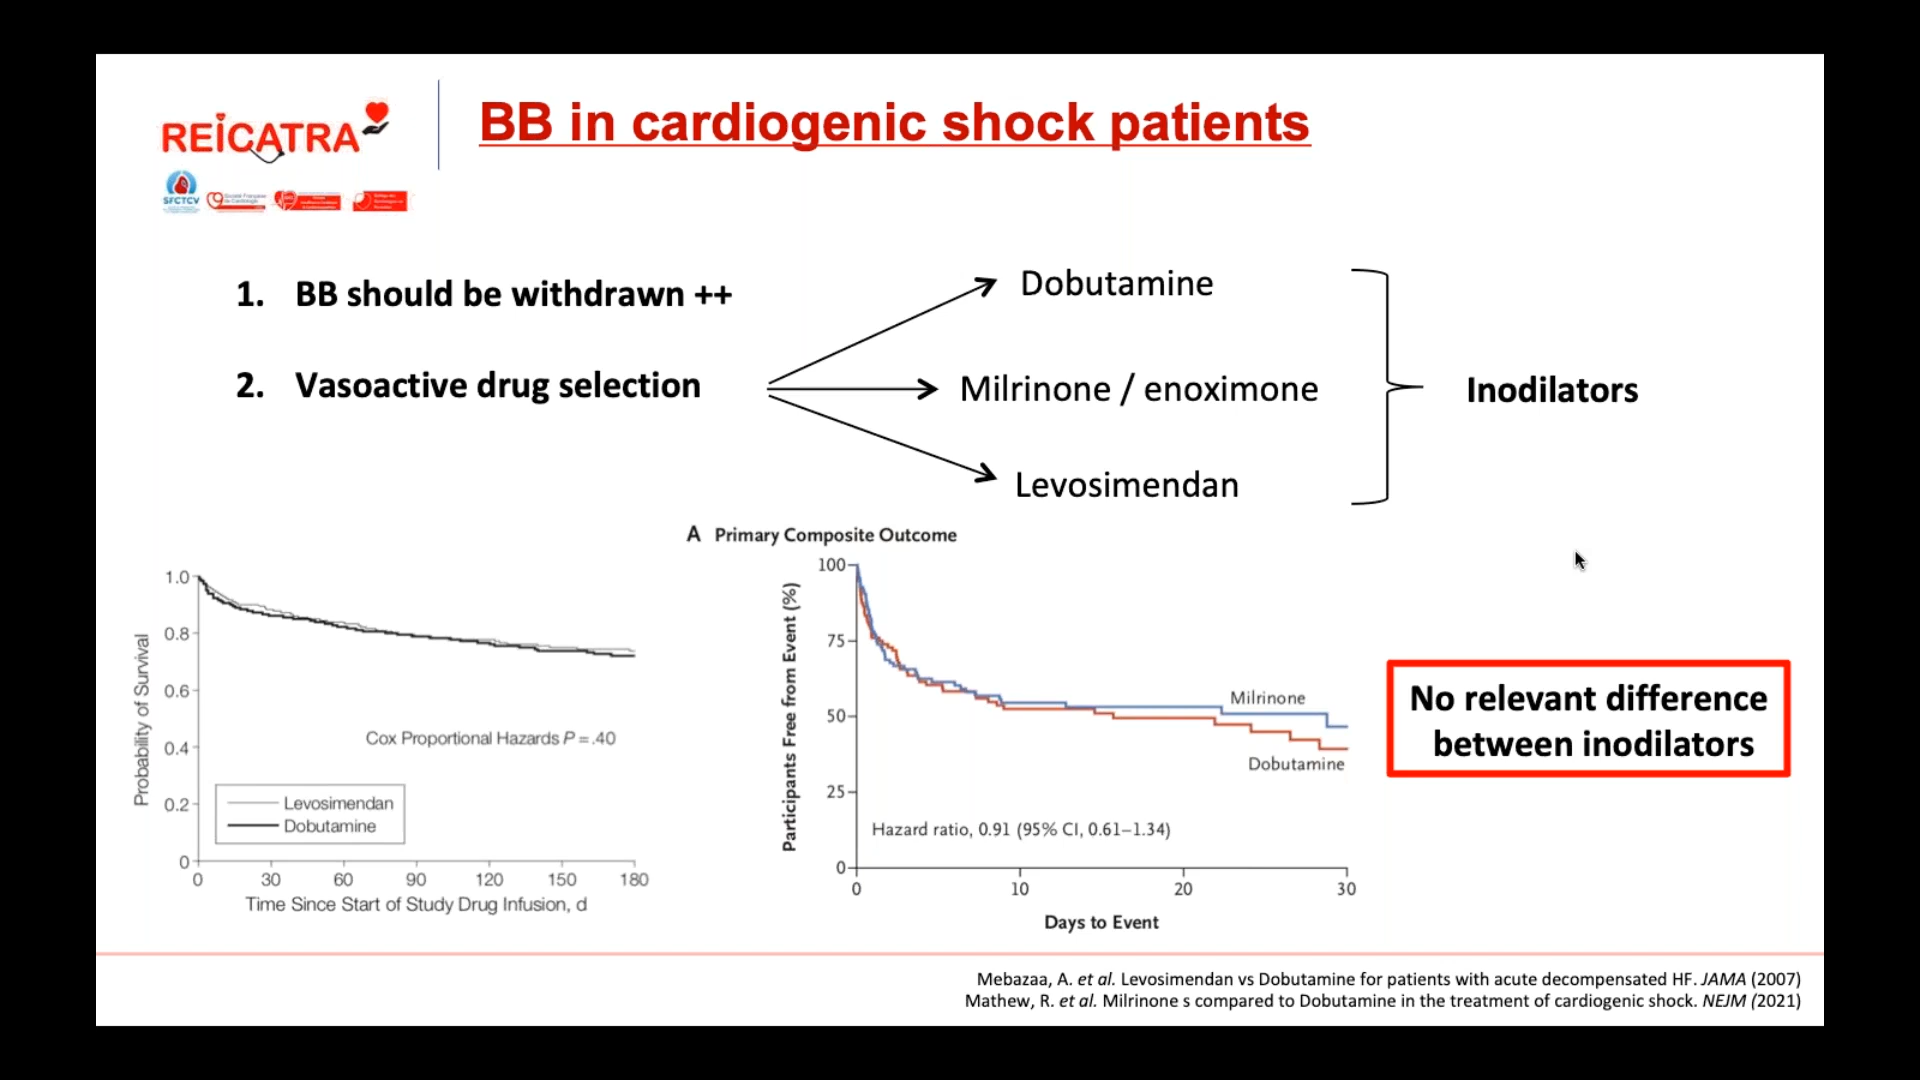 REICATRA
BB in cardiogenic shock patients
SFCTCV
1. BB should be withdrawn ++
2. Vasoactive drug selection
Dobutamine
Milrinone / enoximone
Levosimendan
Inodilators
1.0
0.8
0.6
0.4
0.2
0
Probability of Survival
Cox Proportional Hazards P = .40
Levosimendan
Dobutamine
0 30 60 90 120 150 180
Time Since Start of Study Drug Infusion, d
A Primary Composite Outcome
100
75
50
25
0
Participants Free from Event (%)
Milrinone
Dobutamine
Hazard ratio, 0.91 (95% CI, 0.61–1.34)
0 10 20 30
Days to Event
No relevant difference
between inodilators
Mebazaa, A. et al. Levosimendan vs Dobutamine for patients with acute decompensated HF. JAMA (2007)
Mathew, R. et al. Milrinone s compared to Dobutamine in the treatment of cardiogenic shock. NEJM (2021)